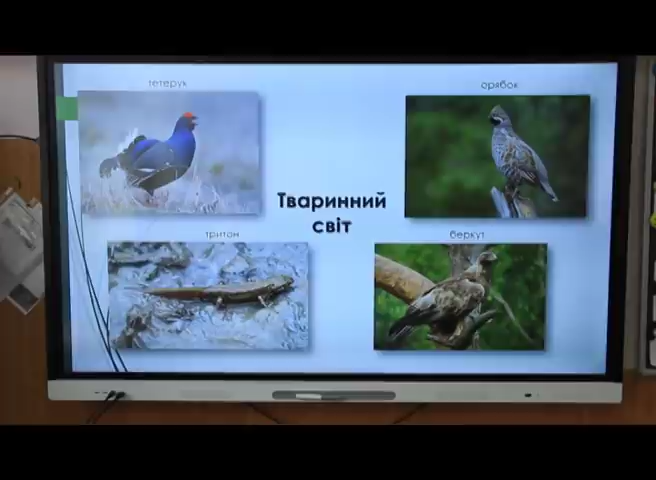 тетерук
орябок
Тваринний
світ
тритон
беркут